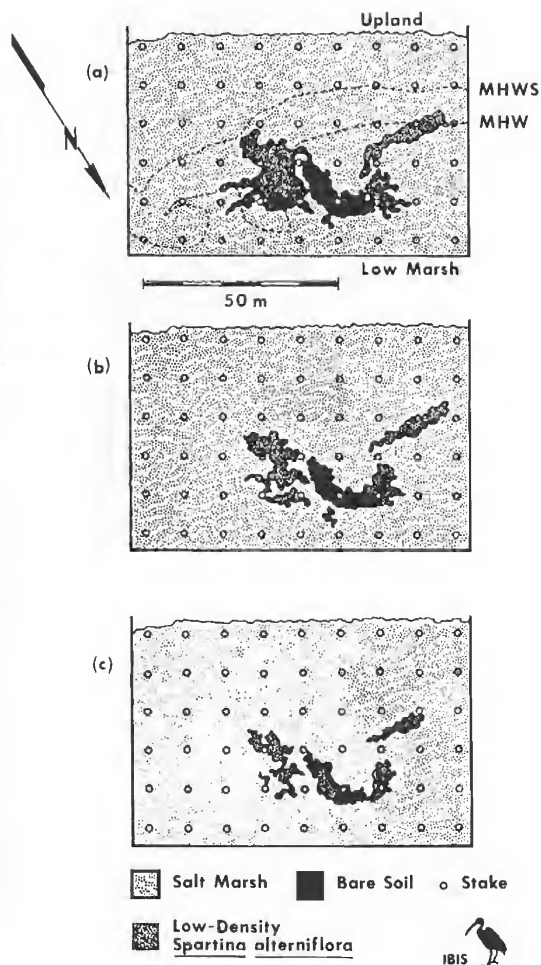 Upland
(a)
MHWS
MHW
N
Low Marsh
50 m
(b)
(c)
Salt Marsh
Bare Soil
Stake
Low-Density
Spartina alterniflora
IBIS